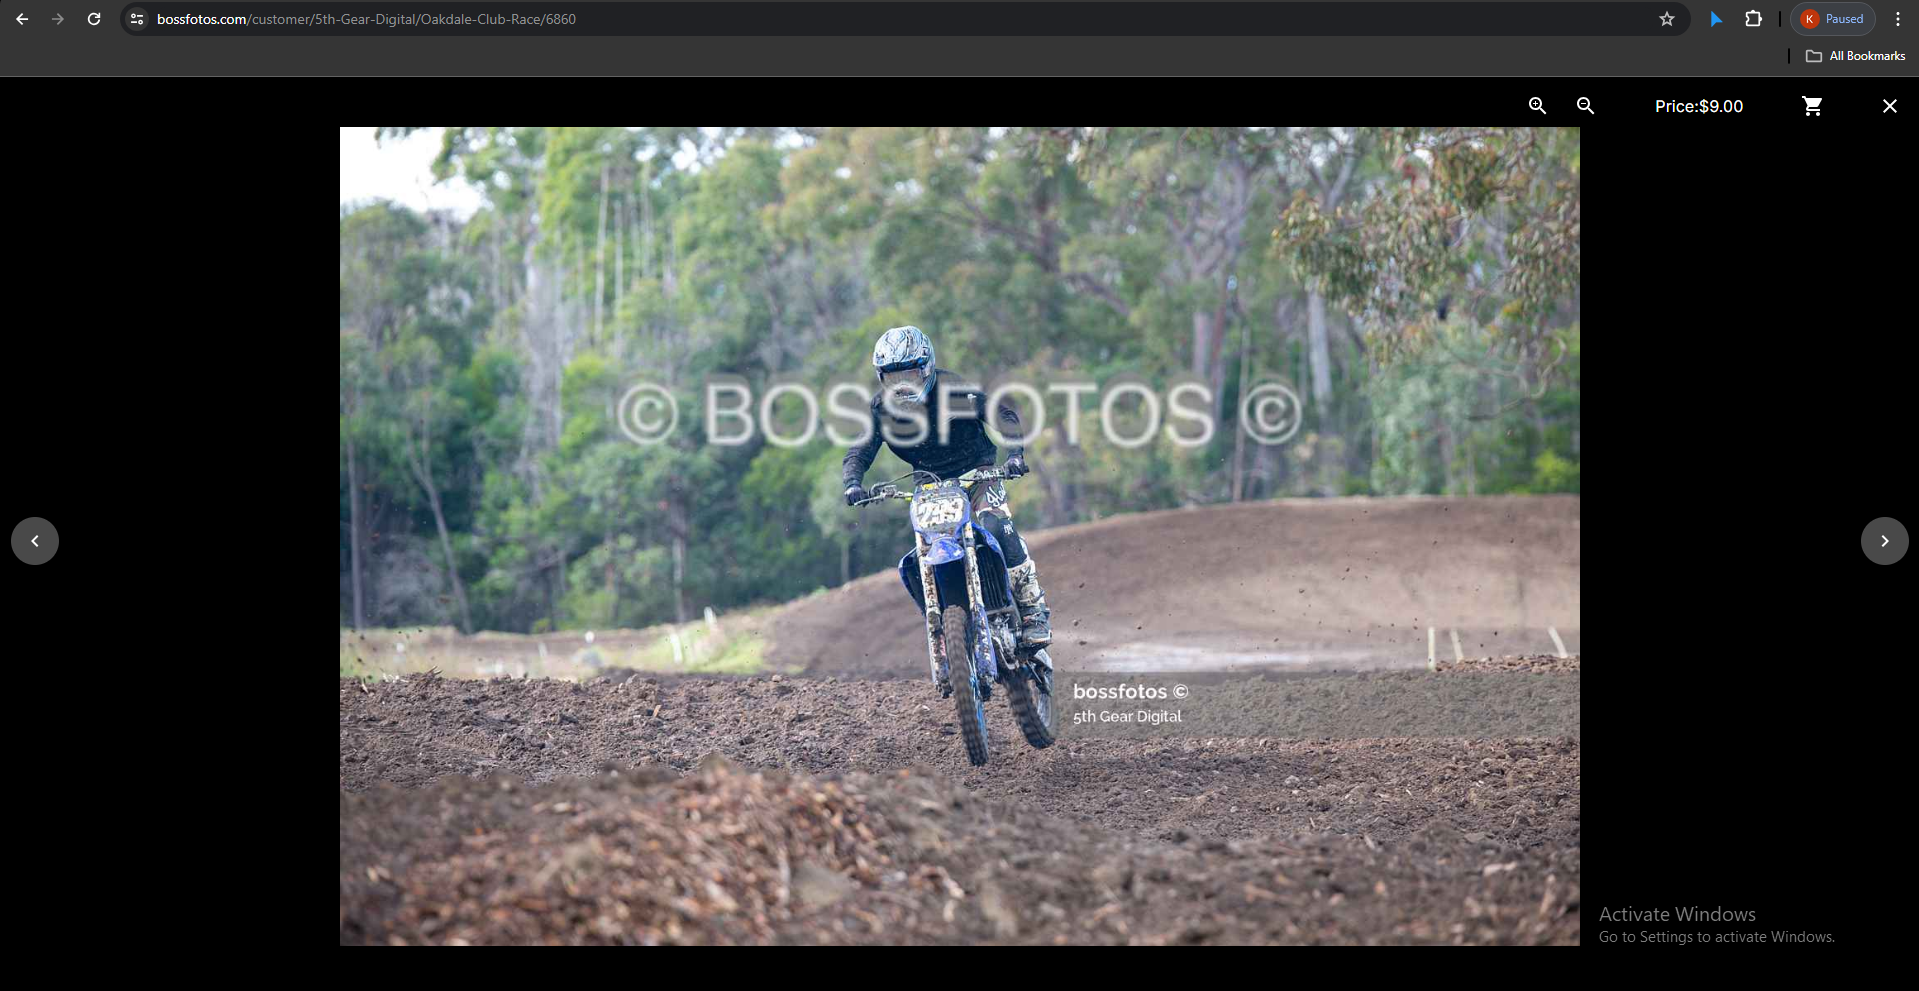 bossfotos.com/customer/5th-Gear-Digital/Oakdale-Club-Race/6860
K Paused
All Bookmarks
Price:$9.00
© BOSSFOTOS ©
bossfotos ©
5th Gear Digital
Activate Windows
Go to Settings to activate Windows.